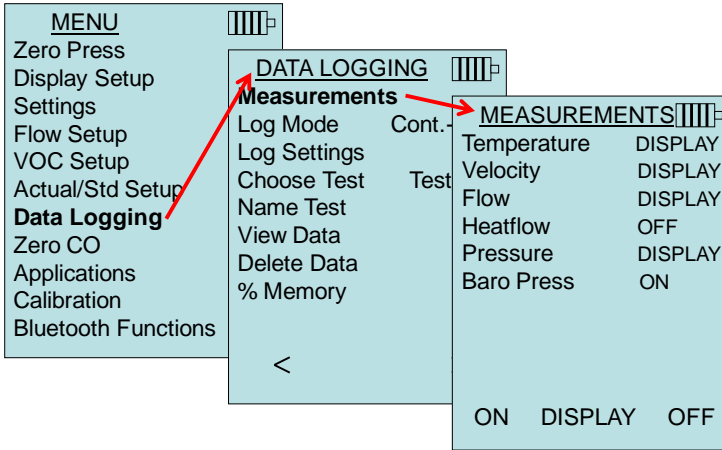 MENU
Zero Press
Display Setup
Settings
Flow Setup
VOC Setup
Actual/Std Setup
Data Logging
Zero CO
Applications
Calibration
Bluetooth Functions
DATA LOGGING
Measurements
Log Mode Cont.-
Log Settings
Choose Test Test
Name Test
View Data
Delete Data
% Memory
<
MEASUREMENTS
Temperature DISPLAY
Velocity DISPLAY
Flow DISPLAY
Heatflow OFF
Pressure DISPLAY
Baro Press ON
ON DISPLAY OFF